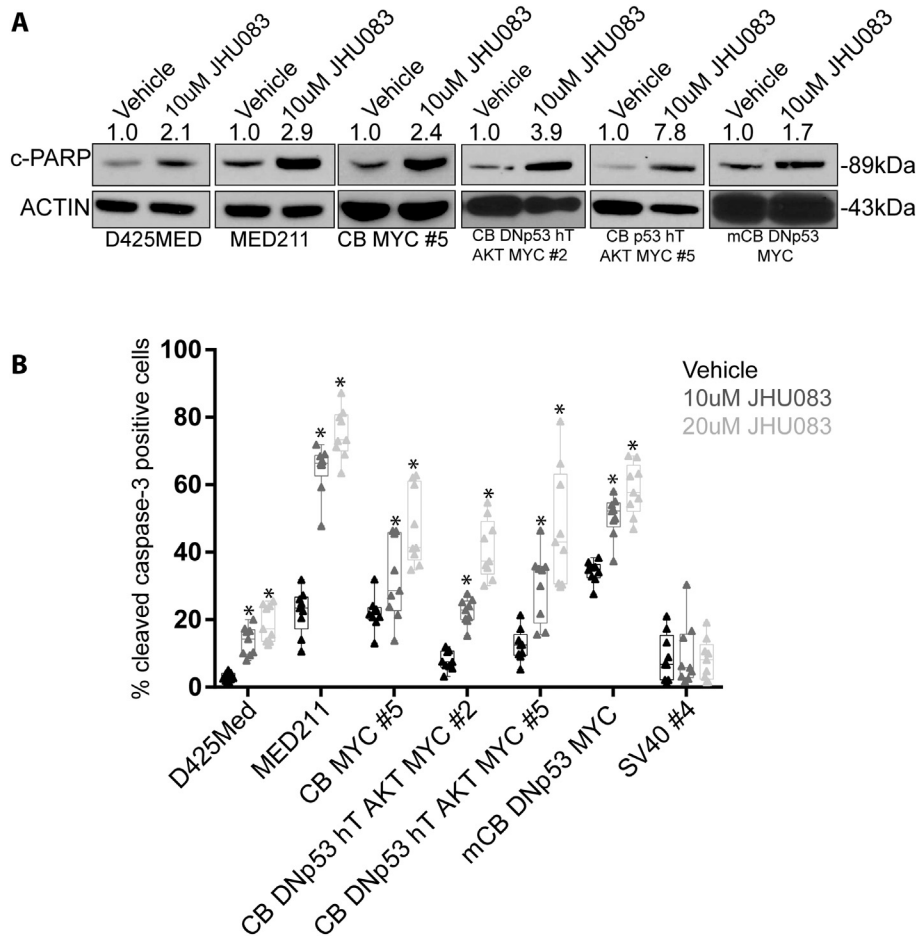 A
Vehicle 10uM JHU083 Vehicle 10uM JHU083 Vehicle 10uM JHU083 Vehicle 10uM JHU083 Vehicle 10uM JHU083 Vehicle 10uM JHU083
1.0 2.1 1.0 2.9 1.0 2.4 1.0 3.9 1.0 7.8 1.0 1.7
c-PARP -89kDa
ACTIN -43kDa
D425MED MED211 CB MYC #5 CB DNp53 hT CB p53 hT mCB DNp53
AKT MYC #2 AKT MYC #5 MYC
B
% cleaved caspase-3 positive cells
100
80
60
40
20
0
* * * * * * * * * * * *
Vehicle
10uM JHU083
20uM JHU083
D425Med
MED211
CB MYC #5
CB DNp53 hT AKT MYC #2
CB DNp53 hT AKT MYC #5
mCB DNp53 MYC
SV40 #4